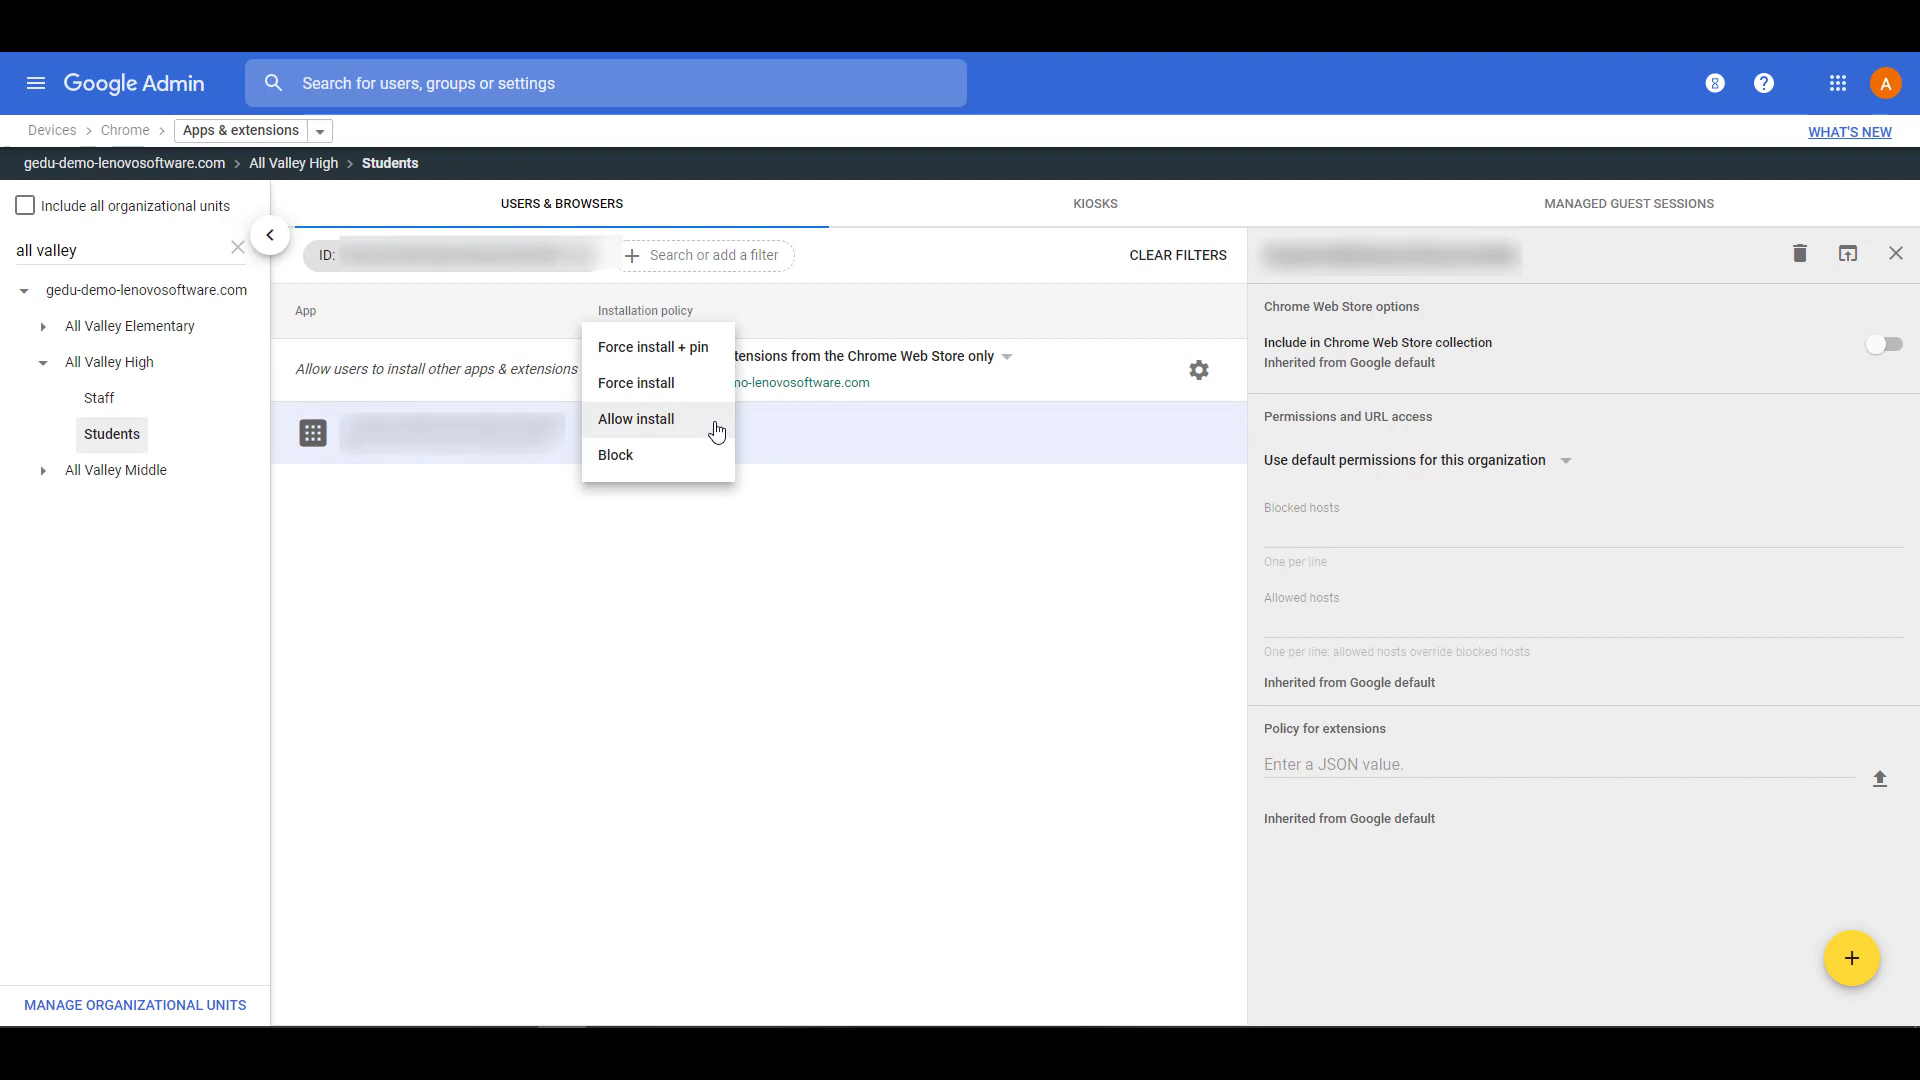 Google Admin
Search for users, groups or settings
A
Devices > Chrome > Apps & extensions
WHAT'S NEW
gedu-demo-lenovosoftware.com > All Valley High > Students
Include all organizational units
all valley
gedu-demo-lenovosoftware.com
All Valley Elementary
All Valley High
Staff
Students
All Valley Middle
MANAGE ORGANIZATIONAL UNITS
USERS & BROWSERS
KIOSKS
MANAGED GUEST SESSIONS
ID:
+ Search or add a filter
CLEAR FILTERS
App
Installation policy
Allow users to install other apps & extensions
tensions from the Chrome Web Store only
no-lenovosoftware.com
Force install + pin
Force install
Allow install
Block
Chrome Web Store options
Include in Chrome Web Store collection
Inherited from Google default
Permissions and URL access
Use default permissions for this organization
Blocked hosts
One per line
Allowed hosts
One per line; allowed hosts override blocked hosts
Inherited from Google default
Policy for extensions
Enter a JSON value.
Inherited from Google default